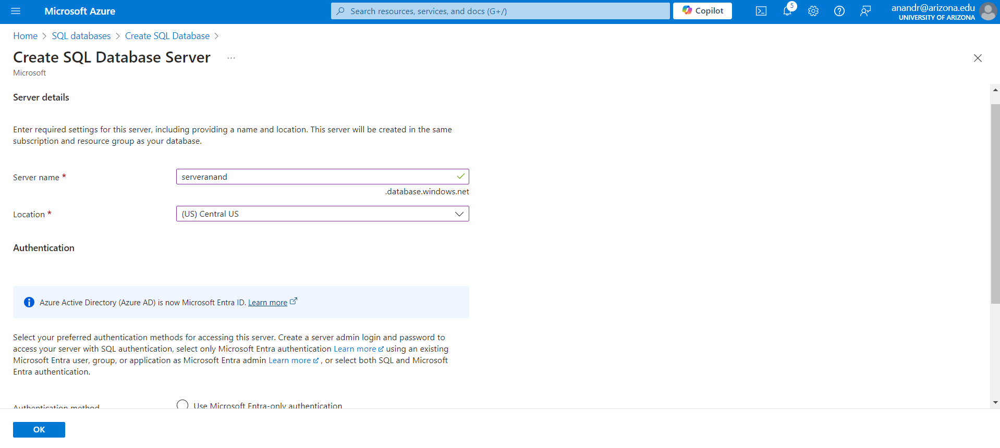 Microsoft Azure
Search resources, services, and docs (G+/)
Copilot
5
anandr@arizona.edu
UNIVERSITY OF ARIZONA
Home > SQL databases > Create SQL Database >
Create SQL Database Server ...
Microsoft
Server details
Enter required settings for this server, including providing a name and location. This server will be created in the same
subscription and resource group as your database.
Server name *
serveranand
.database.windows.net
Location *
(US) Central US
Authentication
Azure Active Directory (Azure AD) is now Microsoft Entra ID. Learn more
Select your preferred authentication methods for accessing this server. Create a server admin login and password to
access your server with SQL authentication, select only Microsoft Entra authentication Learn more using an existing
Microsoft Entra user, group, or application as Microsoft Entra admin Learn more , or select both SQL and Microsoft
Entra authentication.
Authentication method
Use Microsoft Entra-only authentication
OK